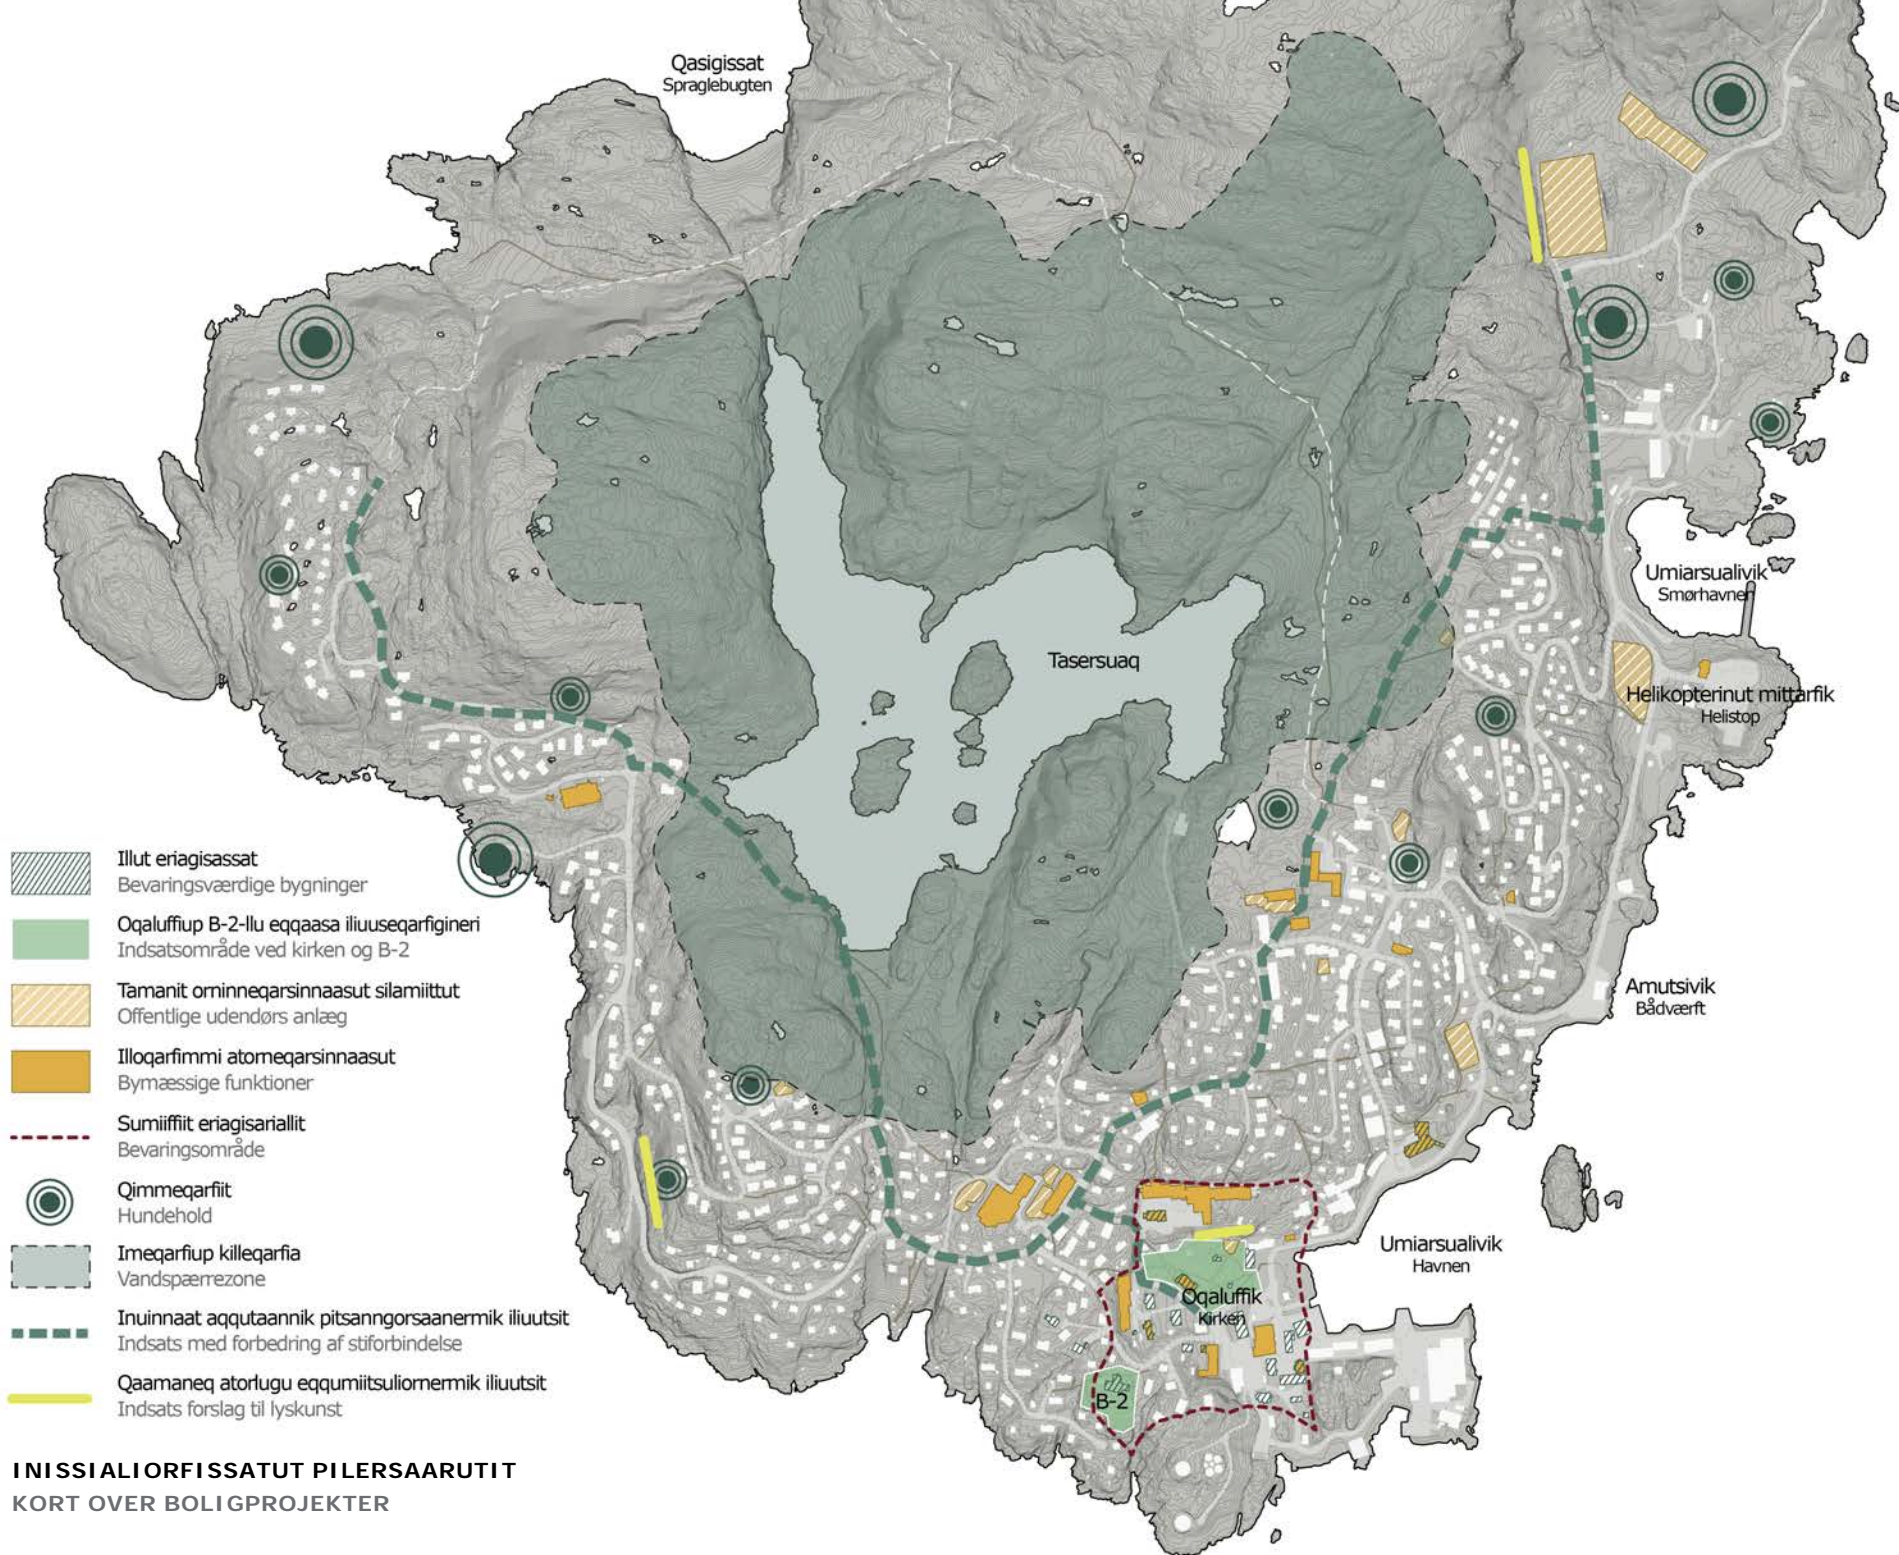 Qasigissat
Spraglebugten
Umiarsualivik
Smørhavnen
Tasersuaq
Helikopterinut mittarfik
Helistop
Amutsivik
Bådværft
Umiarsualivik
Havnen
Oqaluffik
Kirken
B-2
Illut eriagisassat
Bevaringsværdige bygninger
Oqaluffiup B-2-llu eqqaasa iliuuseqarfigineri
Indsatsområde ved kirken og B-2
Tamanit orninneqarsinnaasut silamiittut
Offentlige udendørs anlæg
Illoqarfimmi atorneqarsinnaasut
Bymæssige funktioner
Sumiiffiit eriagisariallit
Bevaringsområde
Qimmeqarfiit
Hundehold
Imeqarfiup killeqarfia
Vandspærrezone
Inuinnaat aqqutaannik pitsanngorsaanermik iliuutsit
Indsats med forbedring af stiforbindelse
Qaamaneq atorlugu eqqumiitsuliornermik iliuutsit
Indsats forslag til lyskunst
INISSIALIORFISSATUT PILERSAARUTIT
KORT OVER BOLIGPROJEKTER